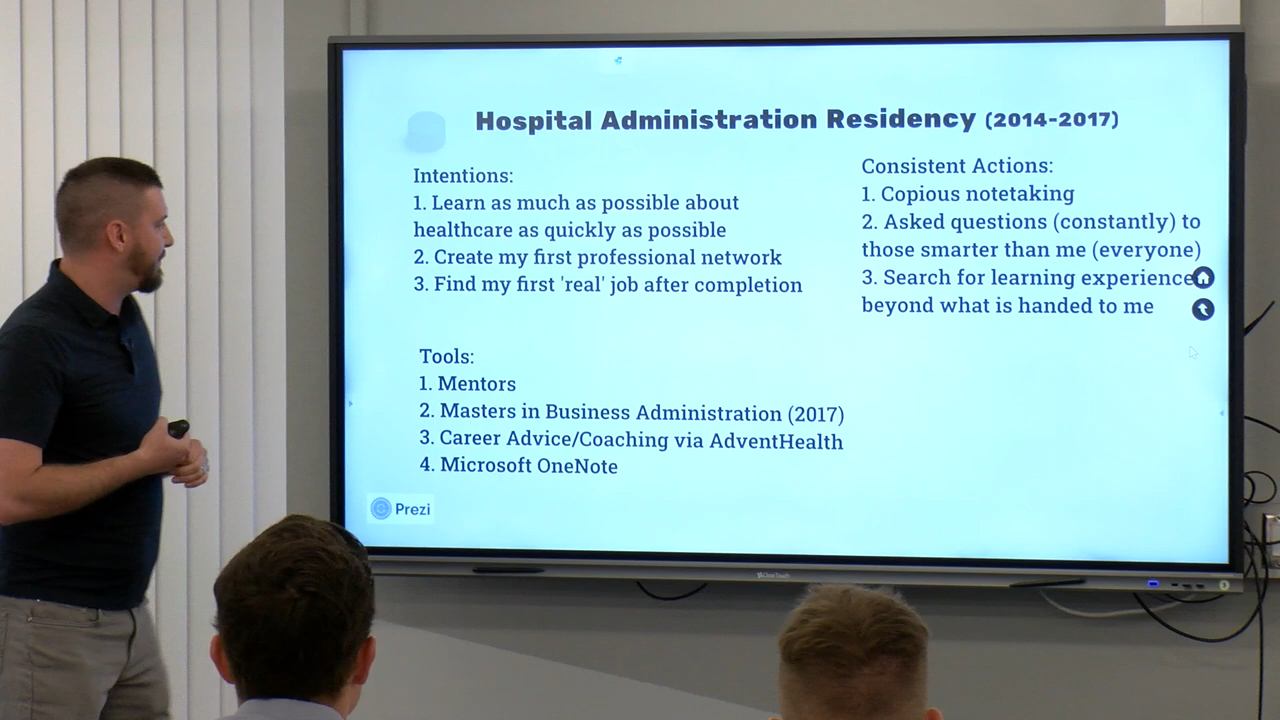 Hospital Administration Residency (2014-2017)
Intentions:
1. Learn as much as possible about
healthcare as quickly as possible
2. Create my first professional network
3. Find my first 'real' job after completion
Consistent Actions:
1. Copious notetaking
2. Asked questions (constantly) to
those smarter than me (everyone)
3. Search for learning experience
beyond what is handed to me
Tools:
1. Mentors
2. Masters in Business Administration (2017)
3. Career Advice/Coaching via AdventHealth
4. Microsoft OneNote
Prezi